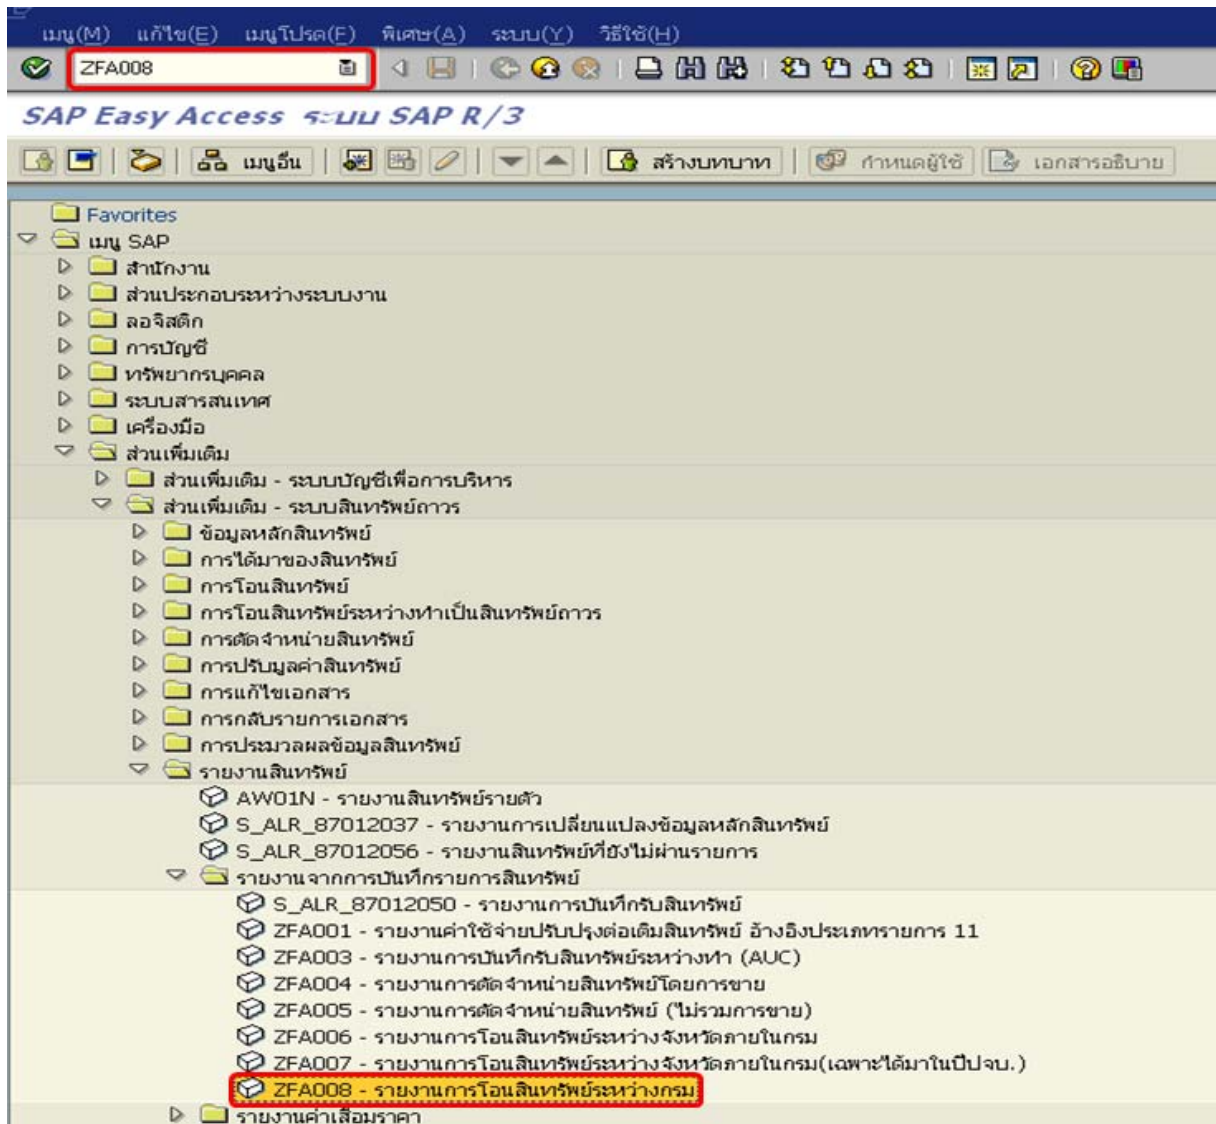 เมนู(M) แก้ไข(E) เมนูโปรด(F) พิเศษ(A) ระบบ(Y) วิธีใช้(H)
ZFA008
SAP Easy Access ระบบ SAP R/3
เมนูอื่น สร้างบทบาท กำหนดผู้ใช้ เอกสารอธิบาย
Favorites
เมนู SAP
สำนักงาน
ส่วนประกอบระหว่างระบบงาน
ลอจิสติก
การบัญชี
ทรัพยากรบุคคล
ระบบสารสนเทศ
เครื่องมือ
ส่วนเพิ่มเติม
ส่วนเพิ่มเติม - ระบบบัญชีเพื่อการบริหาร
ส่วนเพิ่มเติม - ระบบสินทรัพย์ถาวร
ข้อมูลหลักสินทรัพย์
การได้มาของสินทรัพย์
การโอนสินทรัพย์
การโอนสินทรัพย์ระหว่างทำเป็นสินทรัพย์ถาวร
การตัดจำหน่ายสินทรัพย์
การปรับมูลค่าสินทรัพย์
การแก้ไขเอกสาร
การกลับรายการเอกสาร
การประมวลผลข้อมูลสินทรัพย์
รายงานสินทรัพย์
AW01N - รายงานสินทรัพย์รายตัว
S_ALR_87012037 - รายงานการเปลี่ยนแปลงข้อมูลหลักสินทรัพย์
S_ALR_87012056 - รายงานสินทรัพย์ที่ยังไม่ผ่านรายการ
รายงานจากการบันทึกรายการสินทรัพย์
S_ALR_87012050 - รายงานการบันทึกรับสินทรัพย์
ZFA001 - รายงานค่าใช้จ่ายปรับปรุงต่อเติมสินทรัพย์ อ้างอิงประเภทรายการ 11
ZFA003 - รายงานการบันทึกรับสินทรัพย์ระหว่างทำ (AUC)
ZFA004 - รายงานการตัดจำหน่ายสินทรัพย์โดยการขาย
ZFA005 - รายงานการตัดจำหน่ายสินทรัพย์ (ไม่รวมการขาย)
ZFA006 - รายงานการโอนสินทรัพย์ระหว่างจังหวัดภายในกรม
ZFA007 - รายงานการโอนสินทรัพย์ระหว่างจังหวัดภายในกรม(เฉพาะได้มาในปีปจบ.)
ZFA008 - รายงานการโอนสินทรัพย์ระหว่างกรม
รายงานค่าเสื่อมราคา